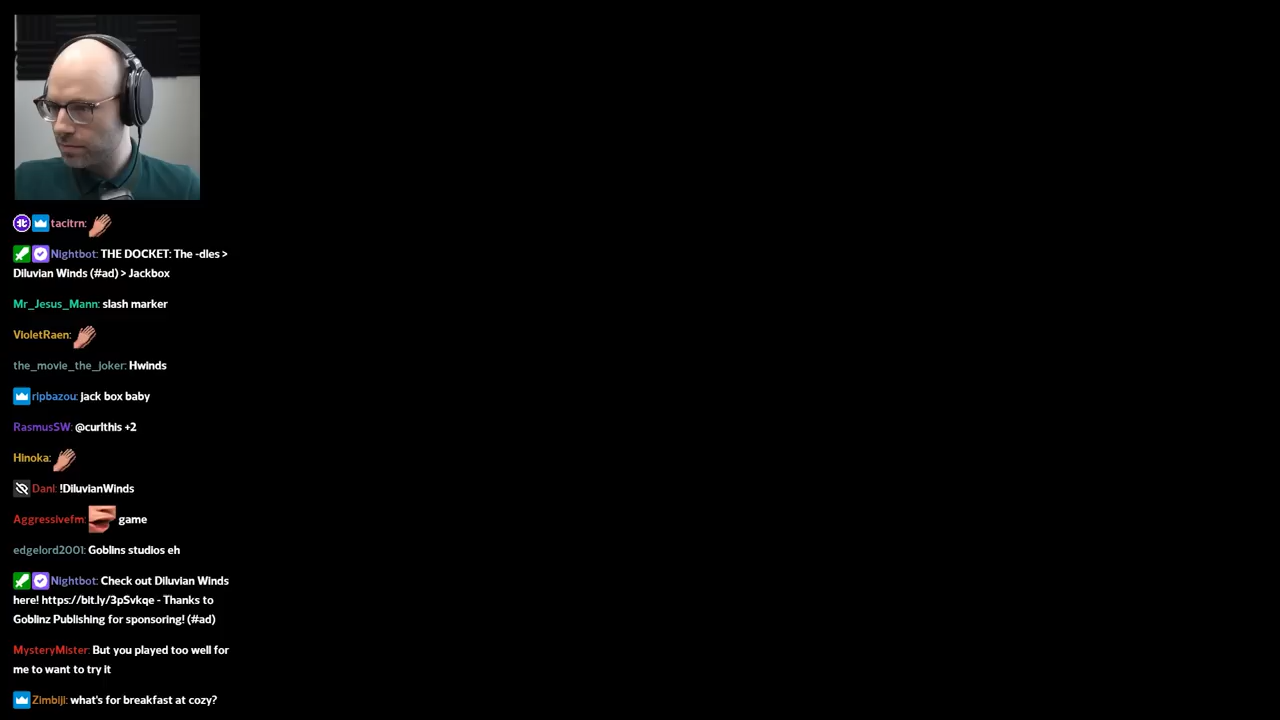 tacitrn:
Nightbot: THE DOCKET: The -dles >
Diluvian Winds (#ad) > Jackbox
Mr_Jesus_Mann: slash marker
VioletRaen:
the_movie_the_joker: Hwinds
ripbazou: jack box baby
RasmusSW: @curlthis +2
Hinoka:
Dani: !DiluvianWinds
Aggressivefm: game
edgelord2001: Goblins studios eh
Nightbot: Check out Diluvian Winds
here! https://bit.ly/3pSvkqe - Thanks to
Goblinz Publishing for sponsoring! (#ad)
MysteryMister: But you played too well for
me to want to try it
Zimbiji: what's for breakfast at cozy?